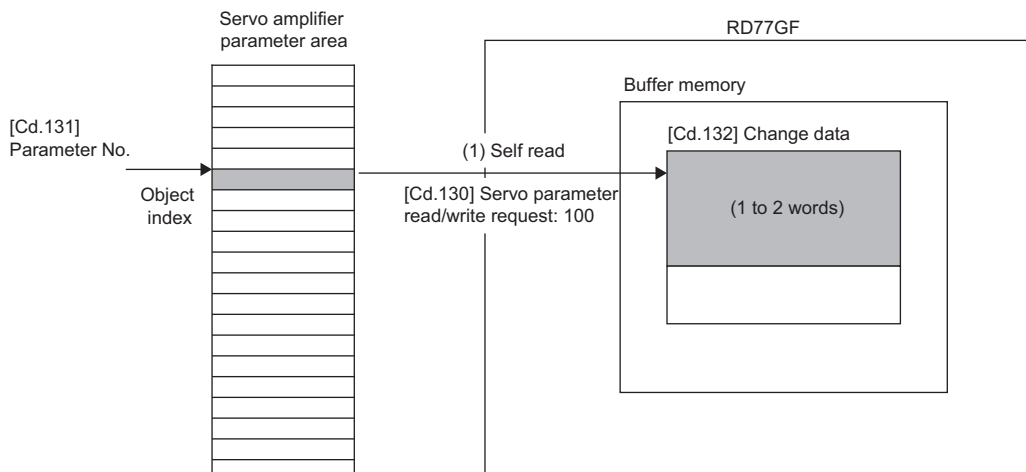 Servo amplifier
parameter area
RD77GF
Buffer memory
[Cd.131]
Parameter No.
[Cd.132] Change data
(1) Self read
Object
index
[Cd.130] Servo parameter
read/write request: 100
(1 to 2 words)